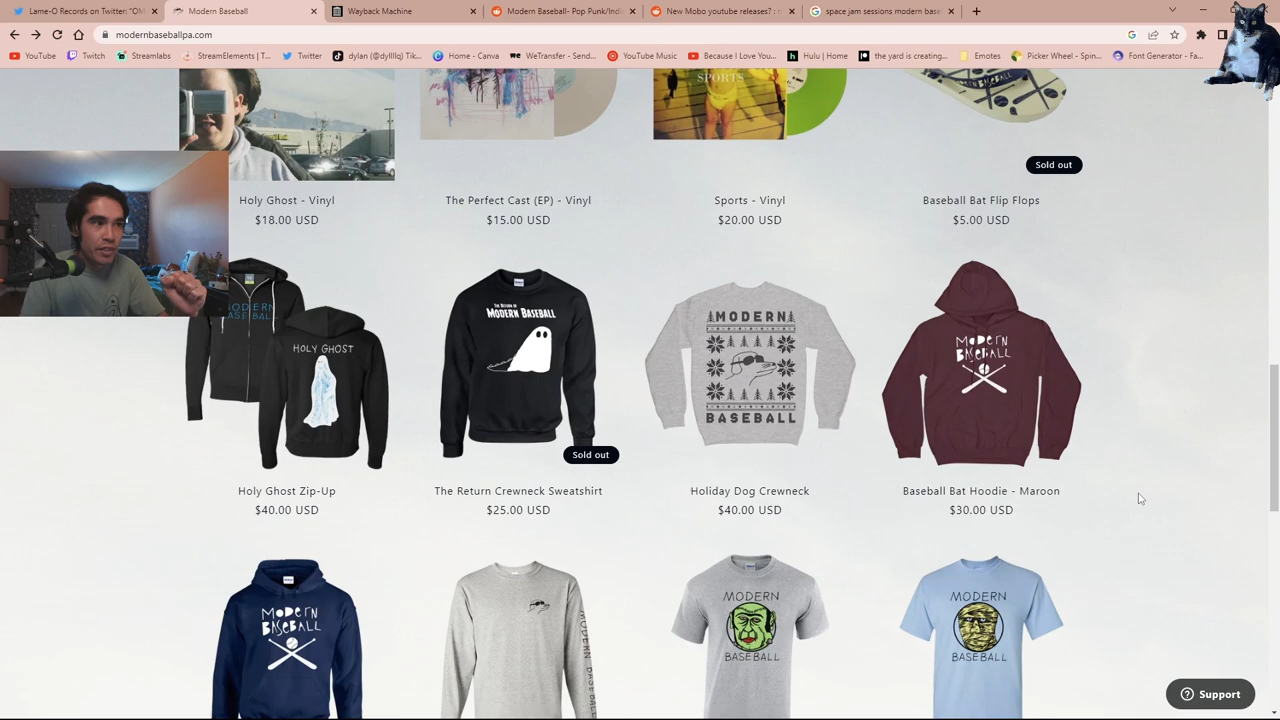 Lame-O Records on Twitter: "OM
Modern Baseball
Wayback Machine
Modern Baseball- Pop Punk/Indi
New Mobo youtube releases? : m
space jam sessions modern base
modernbaseballpa.com
YouTube
Twitch
Streamlabs
StreamElements | T...
Twitter
dylan (@dylllq) | Tik...
Home - Canva
WeTransfer - Send...
YouTube Music
Because I Love You...
Hulu | Home
the yard is creating...
Emotes
Picker Wheel - Spin...
Font Generator - Fa...
SPORTS
Sold out
Holy Ghost - Vinyl
$18.00 USD
The Perfect Cast (EP) - Vinyl
$15.00 USD
Sports - Vinyl
$20.00 USD
Baseball Bat Flip Flops
$5.00 USD
MODERN
BASEBALL
HOLY GHOST
THE RETURN OF
MODERN BASEBALL
MODERN
BASEBALL
MODERN
BASEBALL
Sold out
Holy Ghost Zip-Up
$40.00 USD
The Return Crewneck Sweatshirt
$25.00 USD
Holiday Dog Crewneck
$40.00 USD
Baseball Bat Hoodie - Maroon
$30.00 USD
MODERN
BASEBALL
MODERN BASEBALL
MODERN
BASEBALL
MODERN
BASEBALL
Support